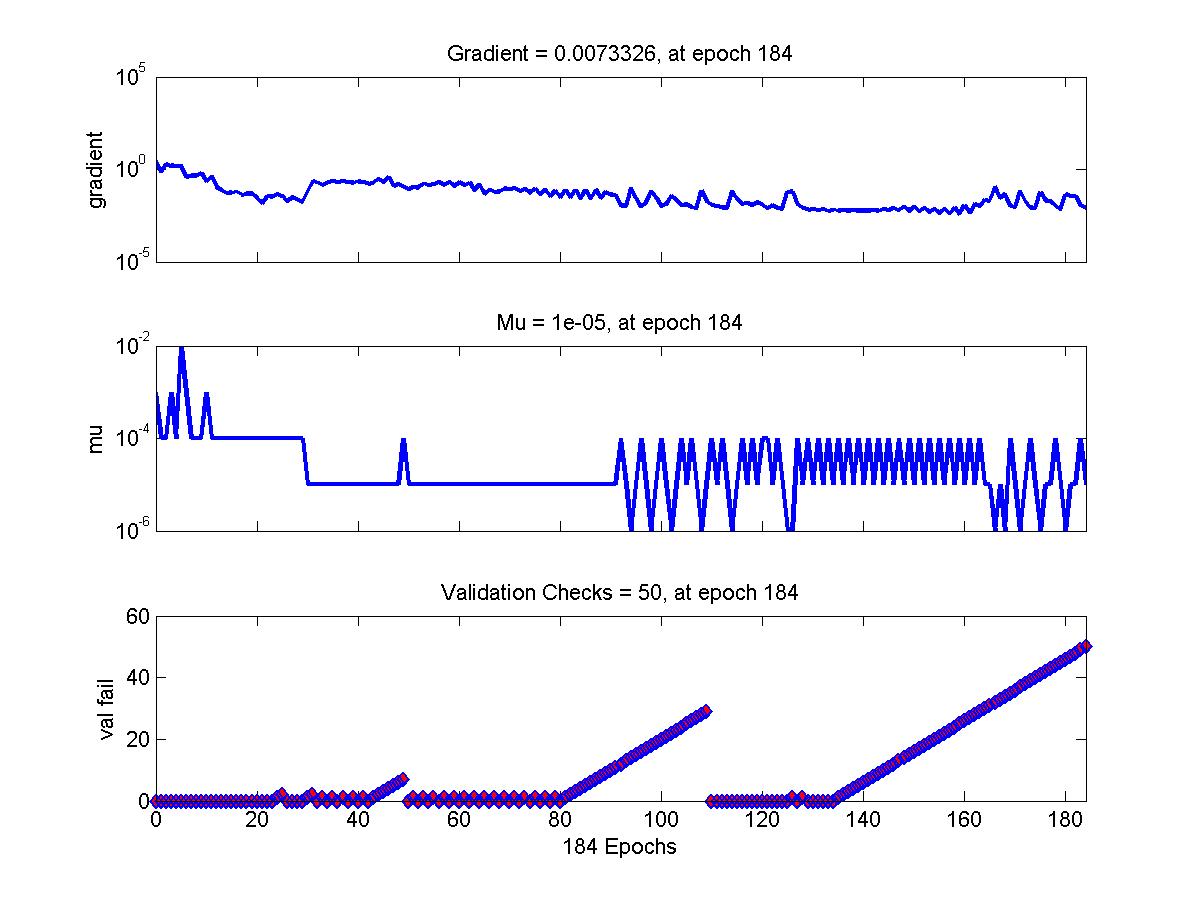 Gradient = 0.0073326, at epoch 184
10^5
10^0
10^-5
gradient
Mu = 1e-05, at epoch 184
10^-2
10^-4
10^-6
mu
Validation Checks = 50, at epoch 184
60
40
20
0
val fail
0 20 40 60 80 100 120 140 160 180
184 Epochs